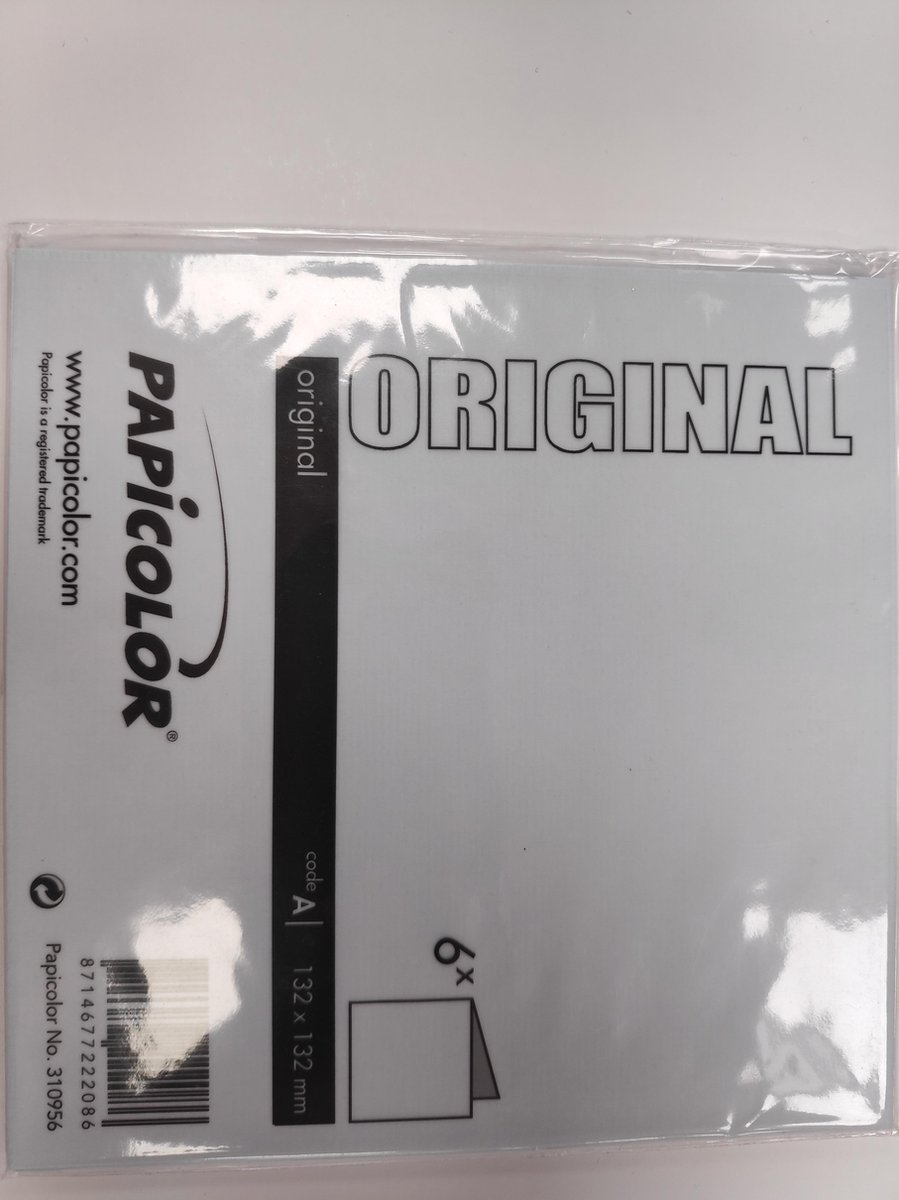 ORIGINAL
6x
original
code A | 132 x 132 mm
PAPiCOLOR®
www.papicolor.com
Papicolor is a registered trademark
8714677222086
Papicolor No. 310956